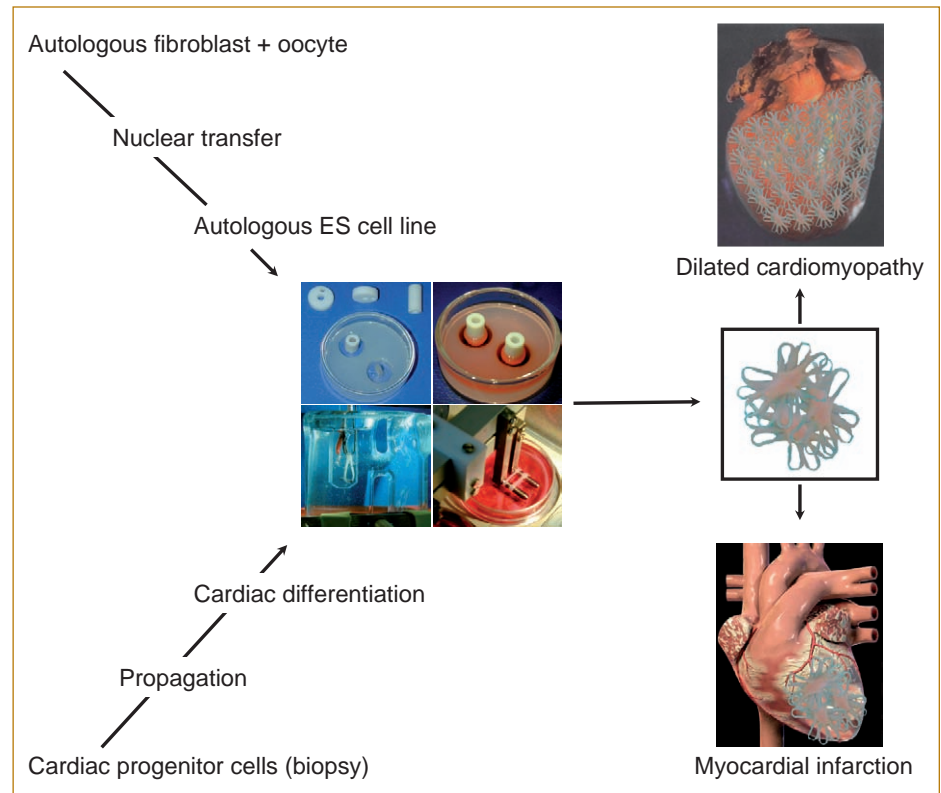 Autologous fibroblast + oocyte
Nuclear transfer
Autologous ES cell line
Dilated cardiomyopathy
Cardiac differentiation
Propagation
Cardiac progenitor cells (biopsy)
Myocardial infarction